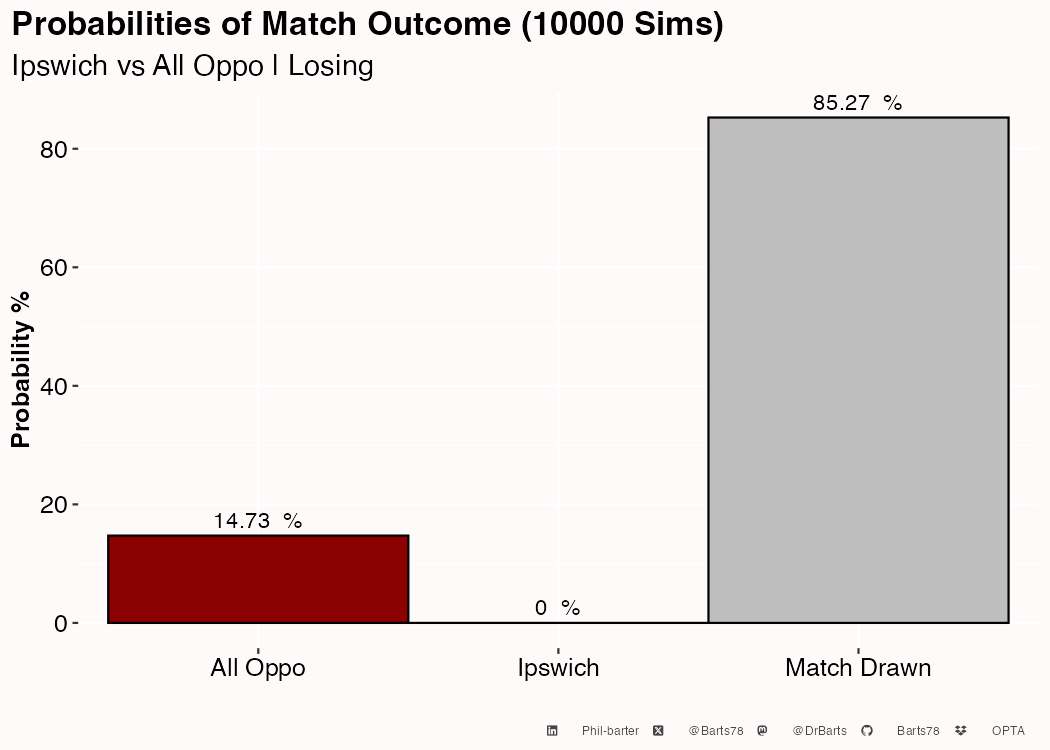 Probabilities of Match Outcome (10000 Sims)
Ipswich vs All Oppo | Losing
85.27 %
80
60
Probability %
40
20
14.73 %
0 %
0
All Oppo Ipswich Match Drawn
Phil-barter @Barts78 @DrBarts Barts78 OPTA